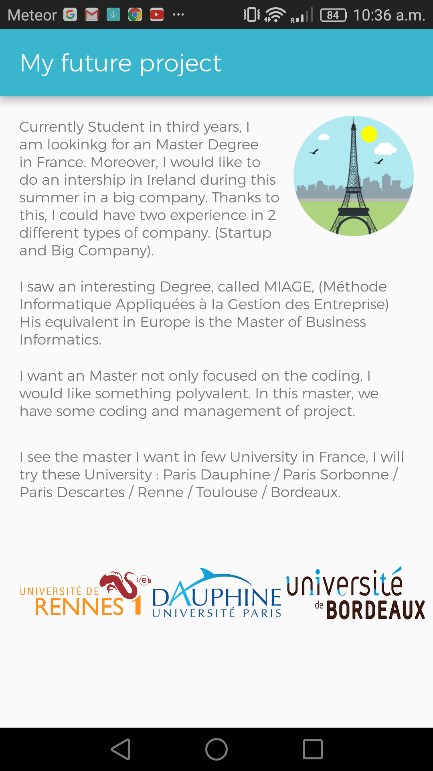 Meteor ... 84 10:36 a.m.
My future project
Currently Student in third years, I
am lookinkg for an Master Degree
in France. Moreover, I would like to
do an intership in Ireland during this
summer in a big company. Thanks to
this, I could have two experience in 2
different types of company. (Startup
and Big Company).
I saw an interesting Degree, called MIAGE, (Méthode
Informatique Appliquées à la Gestion des Entreprise)
His equivalent in Europe is the Master of Business
Informatics.
I want an Master not only focused on the coding, I
would like something polyvalent. In this master, we
have some coding and management of project.
I see the master I want in few University in France, I will
try these University : Paris Dauphine / Paris Sorbonne /
Paris Descartes / Renne / Toulouse / Bordeaux.
UNIVERSITÉ DE
RENNES 1
DAUPHINE
UNIVERSITÉ PARIS
université
de BORDEAUX